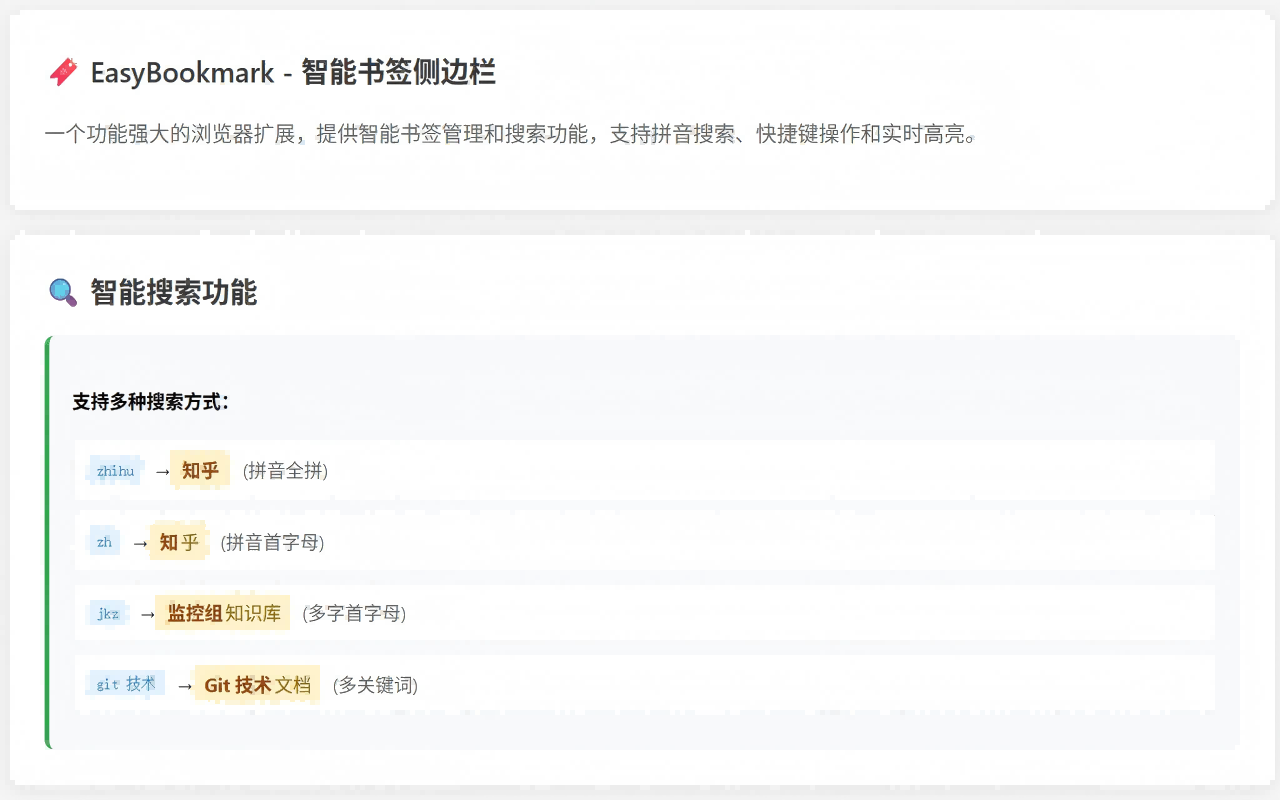 EasyBookmark - 智能书签侧边栏
一个功能强大的浏览器扩展，提供智能书签管理和搜索功能，支持拼音搜索、快捷键操作和实时高亮。
智能搜索功能
支持多种搜索方式：
zhihu → 知乎 (拼音全拼)
zh → 知乎 (拼音首字母)
jkz → 监控组知识库 (多字首字母)
git 技术 → Git 技术文档 (多关键词)